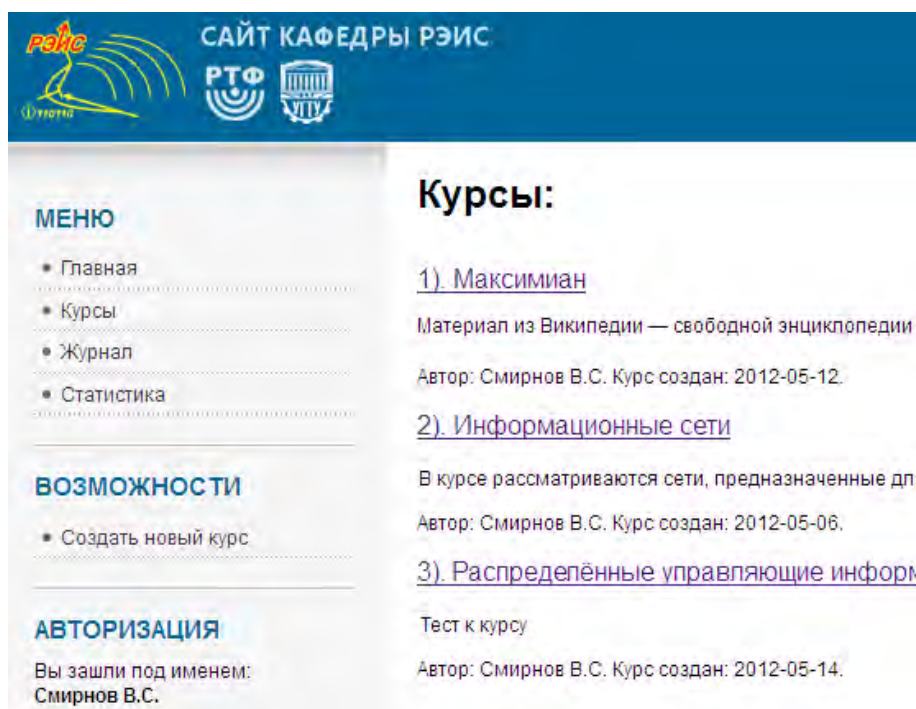 РЭИС
САЙТ КАФЕДРЫ РЭИС
РТФ
УГТУ
МЕНЮ
Главная
Курсы
Журнал
Статистика
ВОЗМОЖНОСТИ
Создать новый курс
АВТОРИЗАЦИЯ
Вы зашли под именем:
Смирнов В.С.
Курсы:
1). Максимиан
Материал из Википедии — свободной энциклопедии
Автор: Смирнов В.С. Курс создан: 2012-05-12.
2). Информационные сети
В курсе рассматриваются сети, предназначенные дл
Автор: Смирнов В.С. Курс создан: 2012-05-06.
3). Распределённые управляющие информ
Тест к курсу
Автор: Смирнов В.С. Курс создан: 2012-05-14.